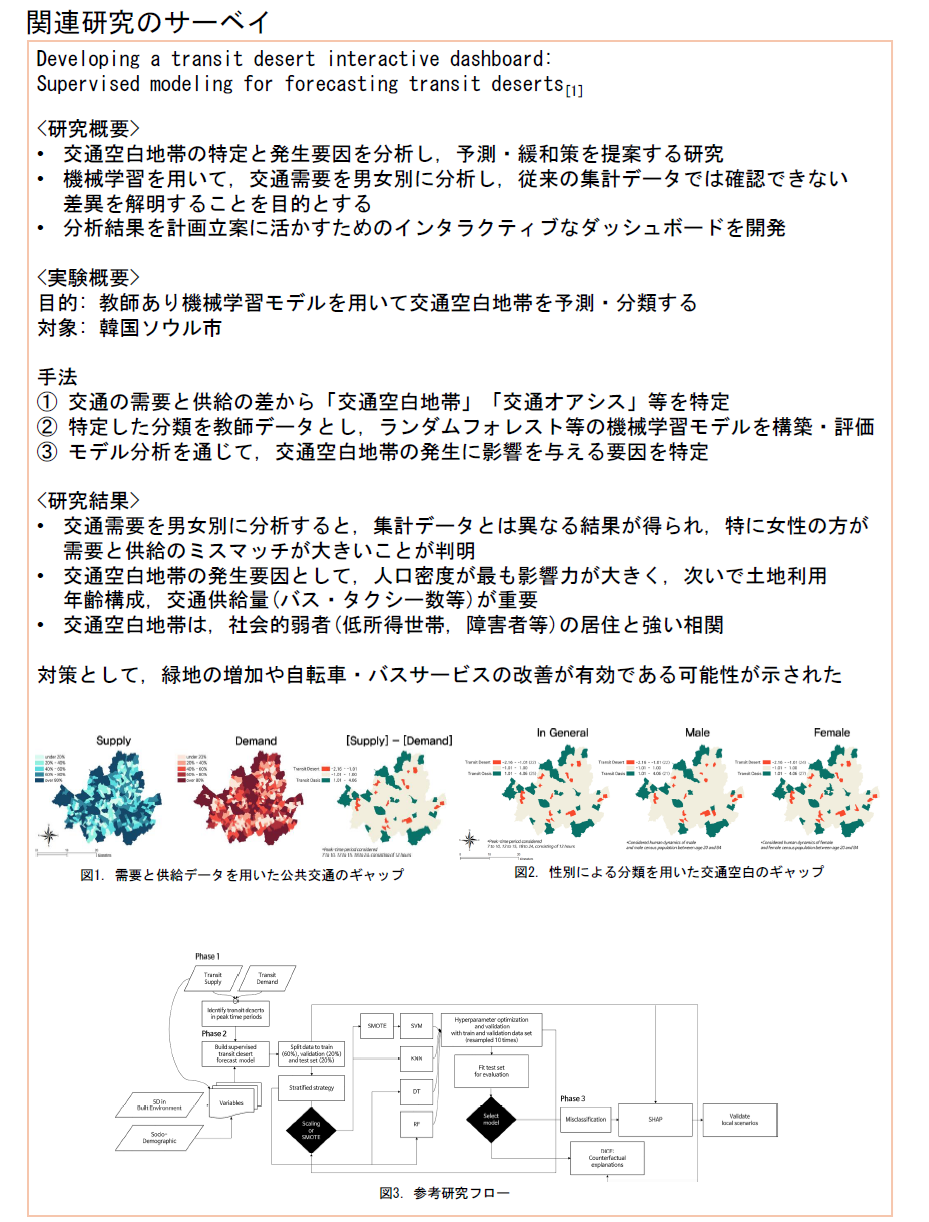 関連研究のサーベイ
Developing a transit desert interactive dashboard:
Supervised modeling for forecasting transit deserts[1]
<研究概要>
• 交通空白地帯の特定と発生要因を分析し，予測・緩和策を提案する研究
• 機械学習を用いて，交通需要を男女別に分析し，従来の集計データでは確認できない
差異を解明することを目的とする
• 分析結果を計画立案に活かすためのインタラクティブなダッシュボードを開発
<実験概要>
目的: 教師あり機械学習モデルを用いて交通空白地帯を予測・分類する
対象: 韓国ソウル市
手法
① 交通の需要と供給の差から「交通空白地帯」「交通オアシス」等を特定
② 特定した分類を教師データとし，ランダムフォレスト等の機械学習モデルを構築・評価
③ モデル分析を通じて，交通空白地帯の発生に影響を与える要因を特定
<研究結果>
• 交通需要を男女別に分析すると，集計データとは異なる結果が得られ，特に女性の方が
需要と供給のミスマッチが大きいことが判明
• 交通空白地帯の発生要因として，人口密度が最も影響力が大きく，次いで土地利用
年齢構成，交通供給量(バス・タクシー数等)が重要
• 交通空白地帯は，社会的弱者(低所得世帯，障害者等)の居住と強い相関
対策として，緑地の増加や自転車・バスサービスの改善が有効である可能性が示された
Supply
under 20%
20% - 40%
40% - 60%
60% - 80%
over 80%
Demand
under 20%
20% - 40%
40% - 60%
60% - 80%
over 80%
[Supply] - [Demand]
Transit Desert -2.16 - -1.01
-1.01 - 1.00
Transit Oasis 1.01 - 4.06
*Peak-time period considered
図1. 需要と供給データを用いた公共交通のギャップ
In General
Transit Desert -2.16 - -1.01
-1.01 - 1.00
Transit Oasis 1.01 - 4.06
*Peak-time period considered
Male
Transit Desert -2.16 - -1.01
-1.01 - 1.00
Transit Oasis 1.01 - 4.06
*Considered human dynamics of male
and male census population between age 20 and 84
Female
Transit Desert -2.16 - -1.01
-1.01 - 1.00
Transit Oasis 1.01 - 4.06
*Considered human dynamics of female
and female census population between age 20 and 84
図2. 性別による分類を用いた交通空白のギャップ
Phase 1
Transit
Supply
Transit
Demand
Identify transit deserts
in peak time periods
Phase 2
Build supervised
transit desert
forecast model
Variables
5D in
Built Environment
Socio-
Demographic
Split data to train
(60%), validation (20%)
and test set (20%)
Stratified strategy
Scaling
or
SMOTE
SMOTE
SVM
KNN
DT
RF
Hyperparameter optimization
and validation
with train and validation data set
(resampled 10 times)
Fit test set
for evaluation
Select
model
Phase 3
Misclassification
SHAP
Validate
local scenarios
DiCE:
Counterfactual
explanations
図3. 参考研究フロー